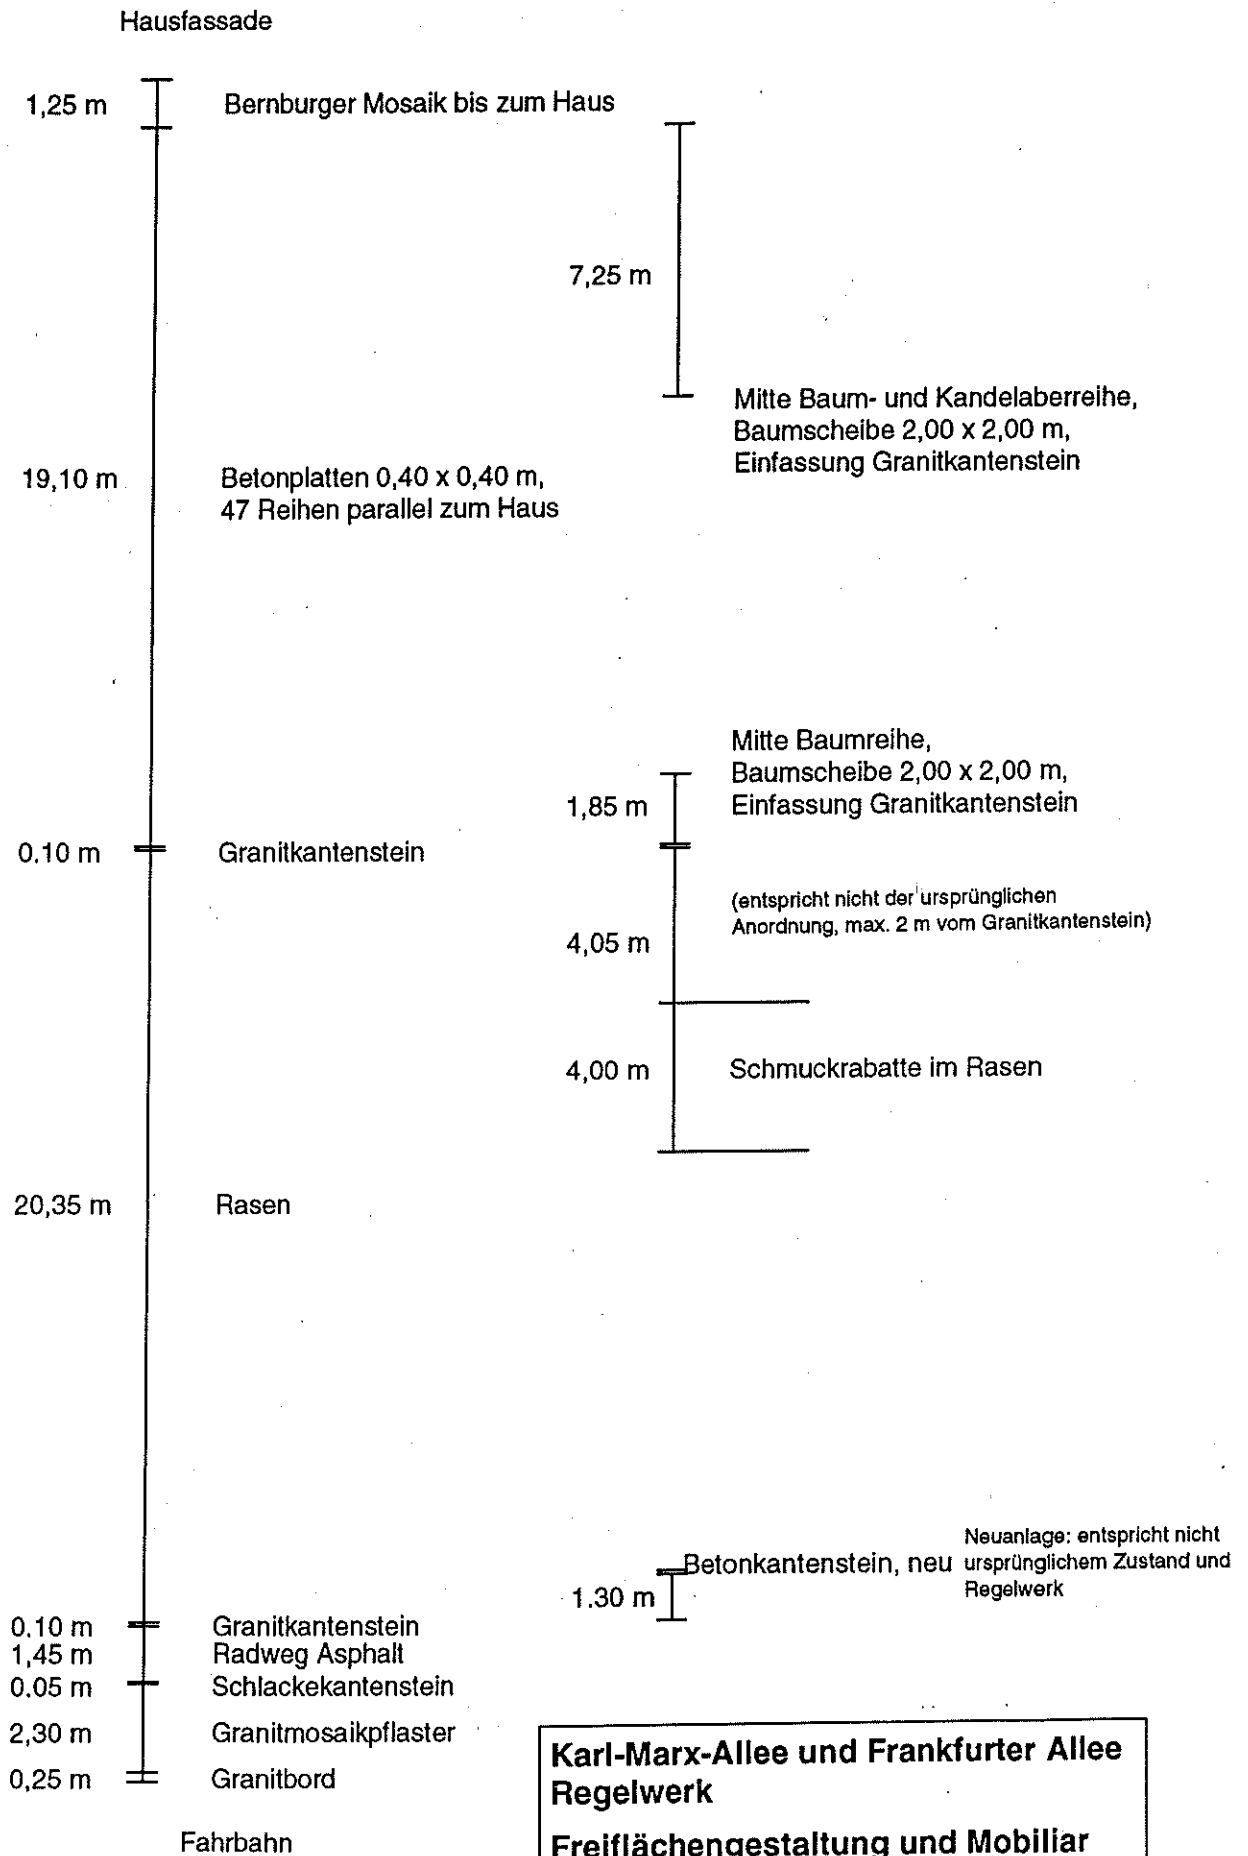 Hausfassade
1,25 m
Bernburger Mosaik bis zum Haus
7,25 m
Mitte Baum- und Kandelaberreihe,
Baumscheibe 2,00 x 2,00 m,
Einfassung Granitkantenstein
19,10 m
Betonplatten 0,40 x 0,40 m,
47 Reihen parallel zum Haus
Mitte Baumreihe,
Baumscheibe 2,00 x 2,00 m,
Einfassung Granitkantenstein
1,85 m
0.10 m
Granitkantenstein
(entspricht nicht der ursprünglichen
Anordnung, max. 2 m vom Granitkantenstein)
4,05 m
4,00 m
Schmuckrabatte im Rasen
20,35 m
Rasen
Betonkantenstein, neu
Neuanlage: entspricht nicht
ursprünglichem Zustand und
Regelwerk
1.30 m
0.10 m
Granitkantenstein
1,45 m
Radweg Asphalt
0.05 m
Schlackekantenstein
2,30 m
Granitmosaikpflaster
0,25 m
Granitbord
Fahrbahn
Karl-Marx-Allee und Frankfurter Allee
Regelwerk
Freiflächengestaltung und Mobiliar